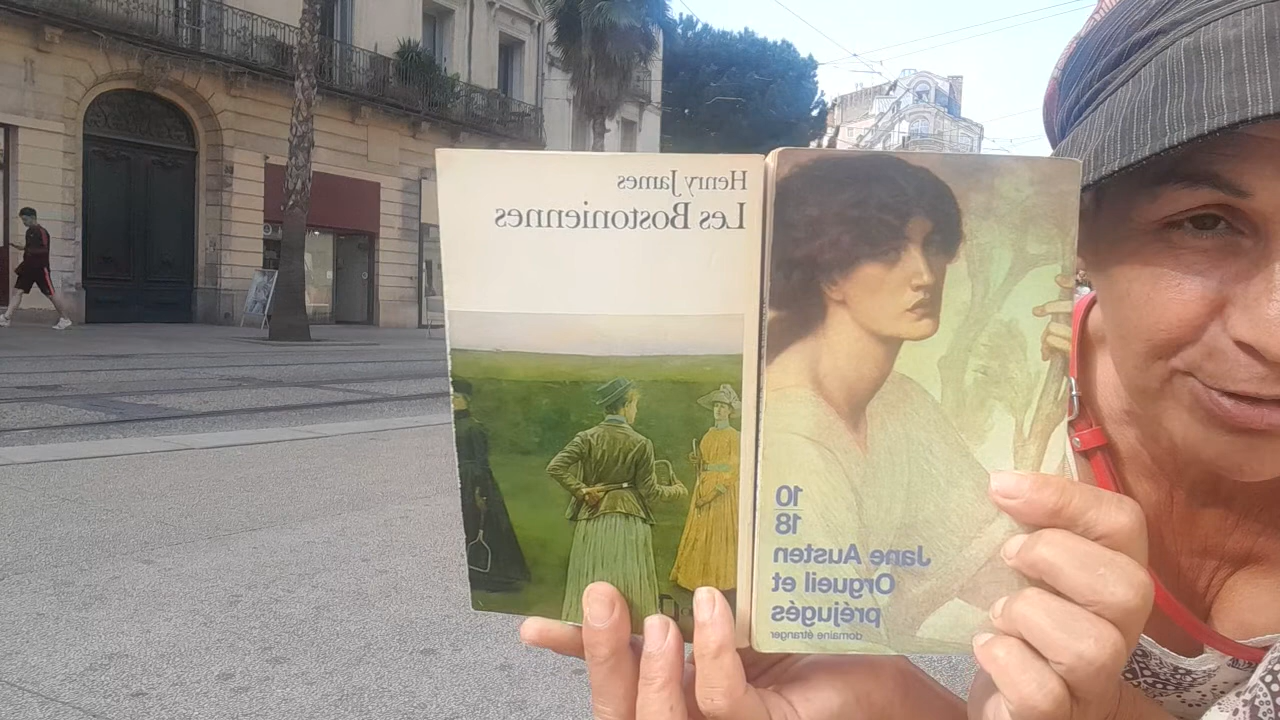 Henry James
Les Bostoniennes
10
18
Jane Austen
Orgueil et
préjugés
domaine étranger